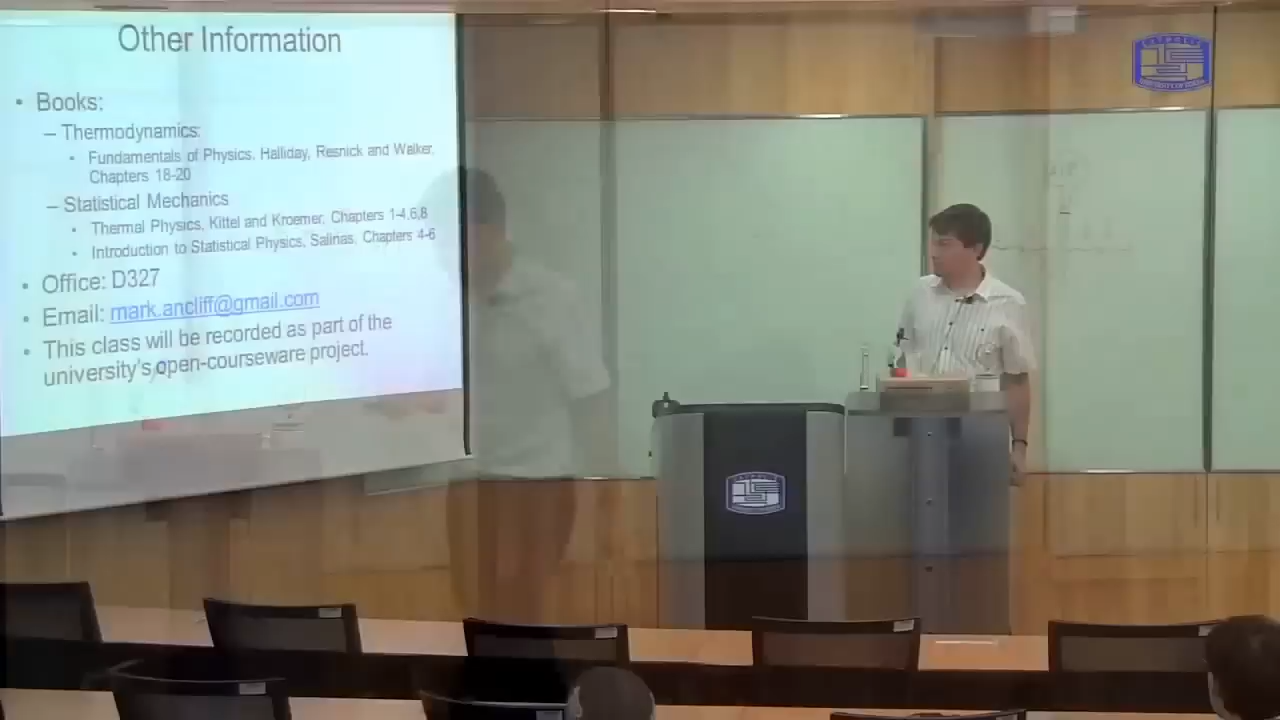 Other Information
• Books:
– Thermodynamics:
• Fundamentals of Physics, Halliday, Resnick and Walker,
Chapters 18-20
– Statistical Mechanics
• Thermal Physics, Kittel and Kroemer, Chapters 1-4,6,8
• Introduction to Statistical Physics, Salinas, Chapters 4-6
• Office: D327
• Email: mark.ancliff@gmail.com
• This class will be recorded as part of the
university's open-courseware project.